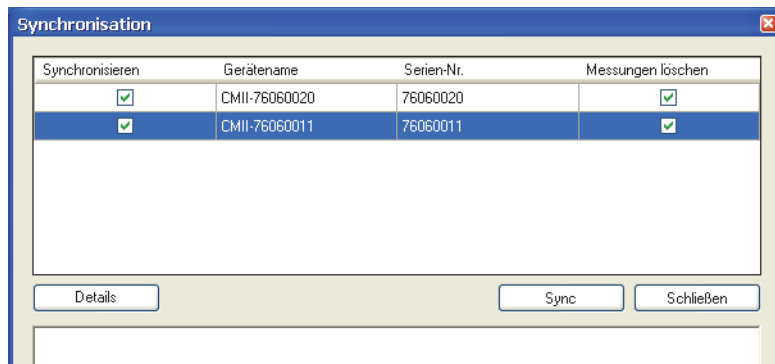 Synchronisation
Synchronisieren Gerätename Serien-Nr. Messungen löschen
CMII-76060020 76060020
CMII-76060011 76060011
Details Sync Schließen